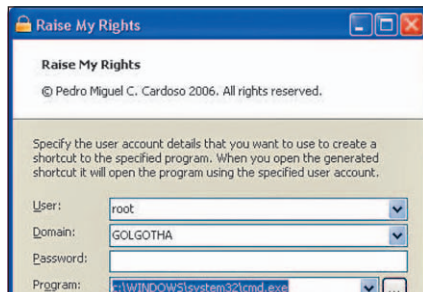 Raise My Rights
Raise My Rights
© Pedro Miguel C. Cardoso 2006. All rights reserved.
Specify the user account details that you want to use to create a
shortcut to the specified program. When you open the generated
shortcut it will open the program using the specified user account.
User: root
Domain: GOLGOTHA
Password:
Program: c:\WINDOWS\system32\cmd.exe ...